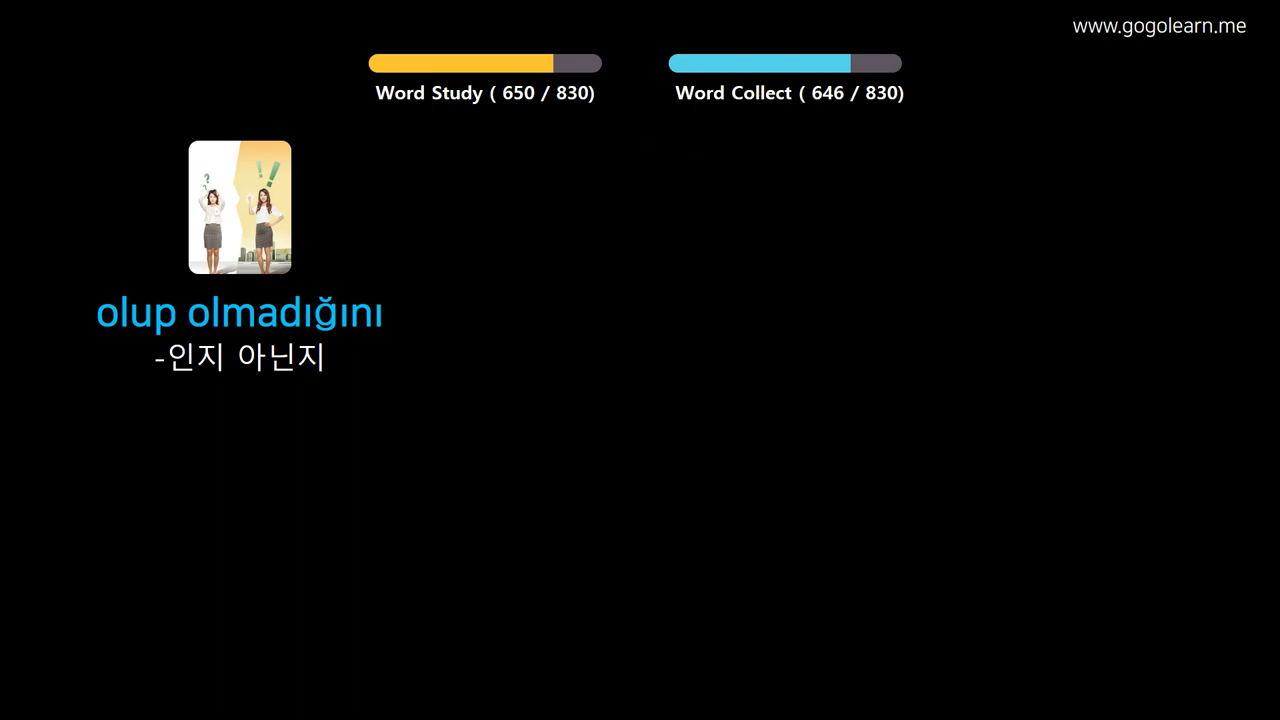 www.gogolearn.me
Word Study ( 650 / 830)
Word Collect ( 646 / 830)
olup olmadığını
-인지 아닌지